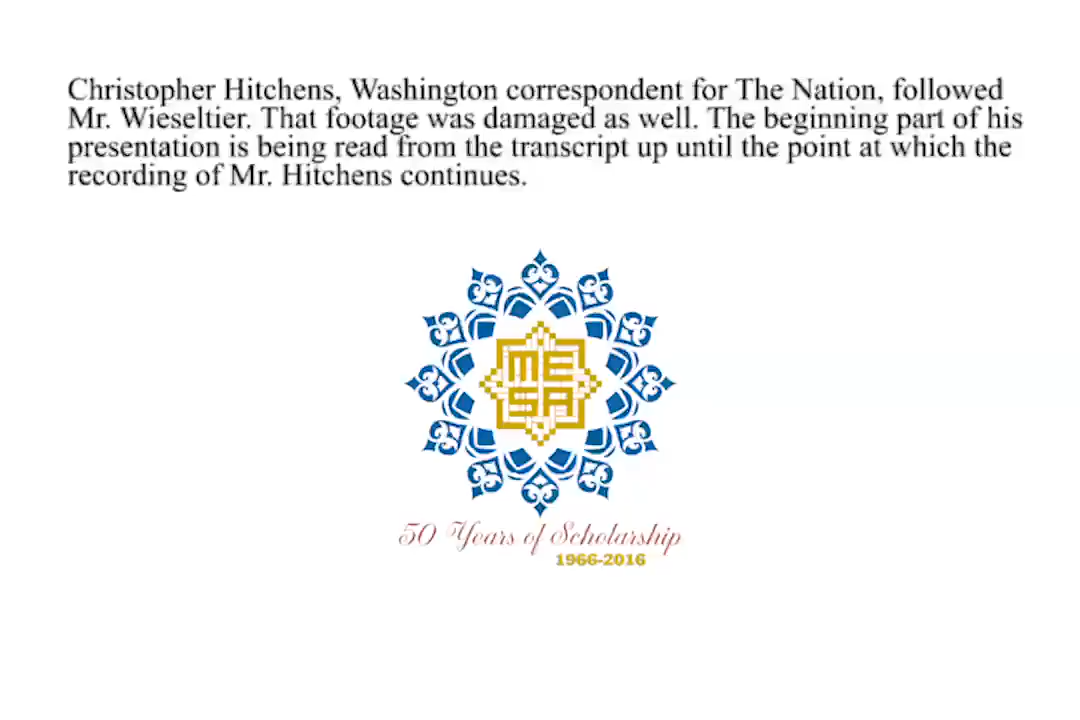 Christopher Hitchens, Washington correspondent for The Nation, followed
Mr. Wieseltier. That footage was damaged as well. The beginning part of his
presentation is being read from the transcript up until the point at which the
recording of Mr. Hitchens continues.
ME
SA
50 Years of Scholarship
1966-2016